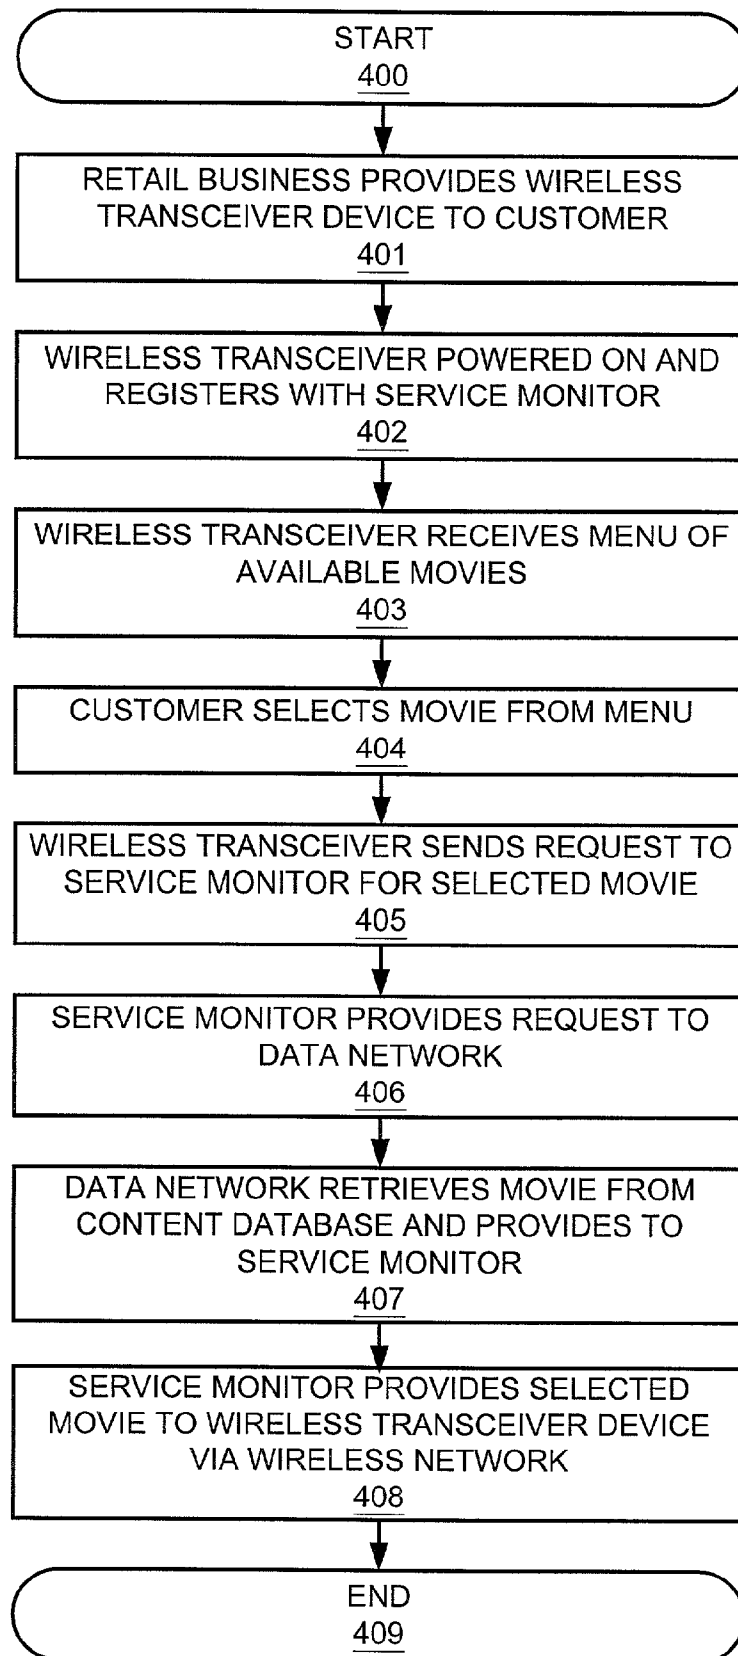 START
400
RETAIL BUSINESS PROVIDES WIRELESS
TRANSCEIVER DEVICE TO CUSTOMER
401
WIRELESS TRANSCEIVER POWERED ON AND
REGISTERS WITH SERVICE MONITOR
402
WIRELESS TRANSCEIVER RECEIVES MENU OF
AVAILABLE MOVIES
403
CUSTOMER SELECTS MOVIE FROM MENU
404
WIRELESS TRANSCEIVER SENDS REQUEST TO
SERVICE MONITOR FOR SELECTED MOVIE
405
SERVICE MONITOR PROVIDES REQUEST TO
DATA NETWORK
406
DATA NETWORK RETRIEVES MOVIE FROM
CONTENT DATABASE AND PROVIDES TO
SERVICE MONITOR
407
SERVICE MONITOR PROVIDES SELECTED
MOVIE TO WIRELESS TRANSCEIVER DEVICE
VIA WIRELESS NETWORK
408
END
409